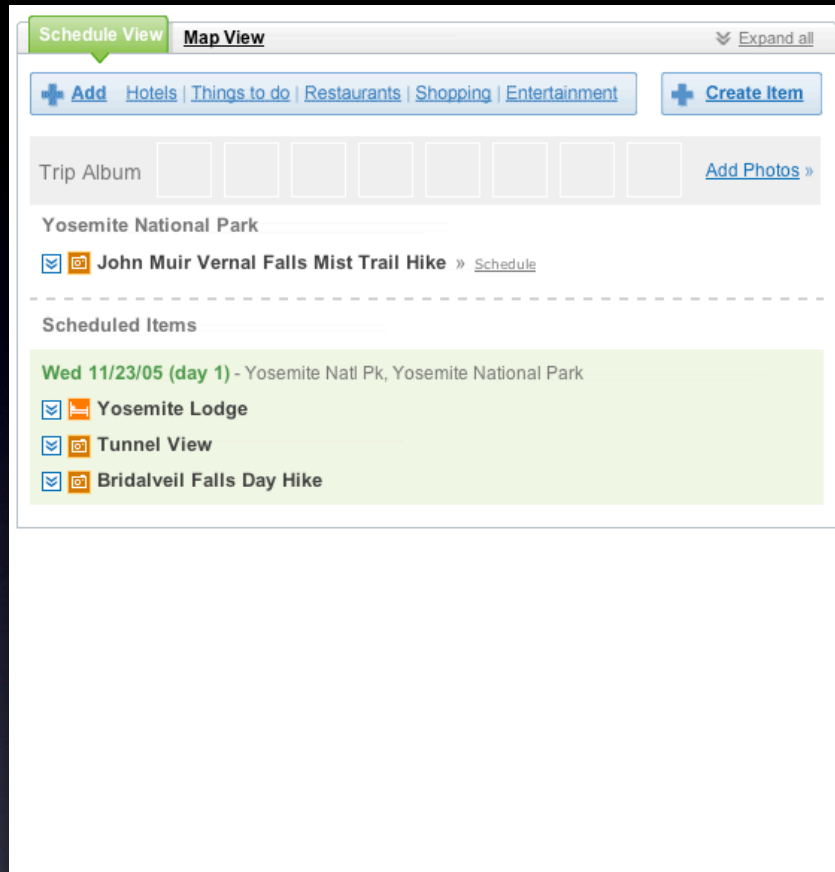 Schedule View Map View Expand all
Add Hotels | Things to do | Restaurants | Shopping | Entertainment Create Item
Trip Album Add Photos »
Yosemite National Park
John Muir Vernal Falls Mist Trail Hike » Schedule
Scheduled Items
Wed 11/23/05 (day 1) - Yosemite Natl Pk, Yosemite National Park
Yosemite Lodge
Tunnel View
Bridalveil Falls Day Hike